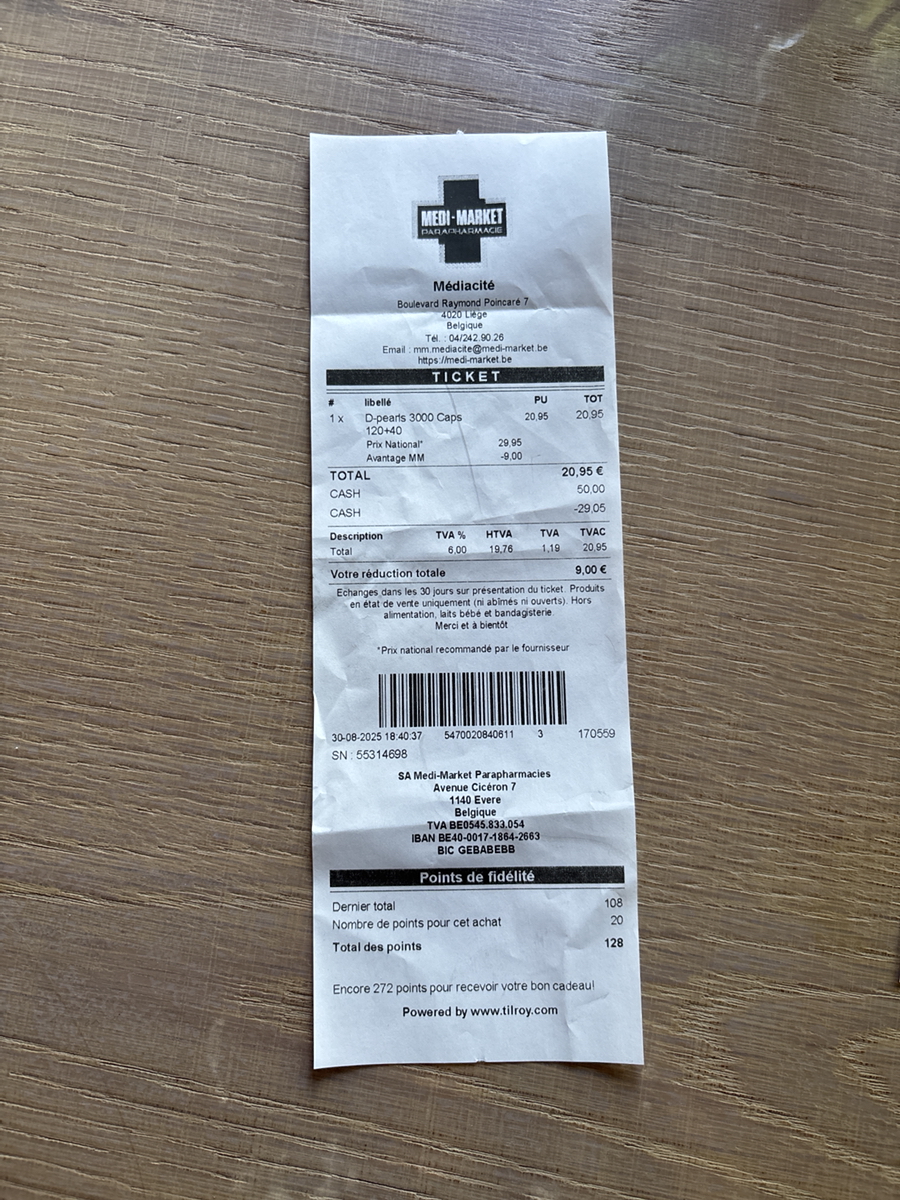 MEDI-MARKET
PARAPHARMACIE
Médiacité
Boulevard Raymond Poincaré 7
4020 Liège
Belgique
Tél. : 04/242.90.26
Email : mm.mediacite@medi-market.be
https://medi-market.be
TICKET
# libellé PU TOT
1 x D-pearls 3000 Caps 20,95 20,95
120+40
Prix National* 29,95
Avantage MM -9,00
TOTAL 20,95 €
CASH 50,00
CASH -29,05
Description TVA % HTVA TVA TVAC
Total 6,00 19,76 1,19 20,95
Votre réduction totale 9,00 €
Echanges dans les 30 jours sur présentation du ticket. Produits
en état de vente uniquement (ni abîmés ni ouverts). Hors
alimentation, laits bébé et bandagisterie.
Merci et à bientôt
*Prix national recommandé par le fournisseur
30-08-2025 18:40:37 5470020840611 3 170559
SN : 55314698
SA Medi-Market Parapharmacies
Avenue Cicéron 7
1140 Evere
Belgique
TVA BE0545.833.054
IBAN BE40-0017-1864-2663
BIC GEBABEBB
Points de fidélité
Dernier total 108
Nombre de points pour cet achat 20
Total des points 128
Encore 272 points pour recevoir votre bon cadeau!
Powered by www.tilroy.com